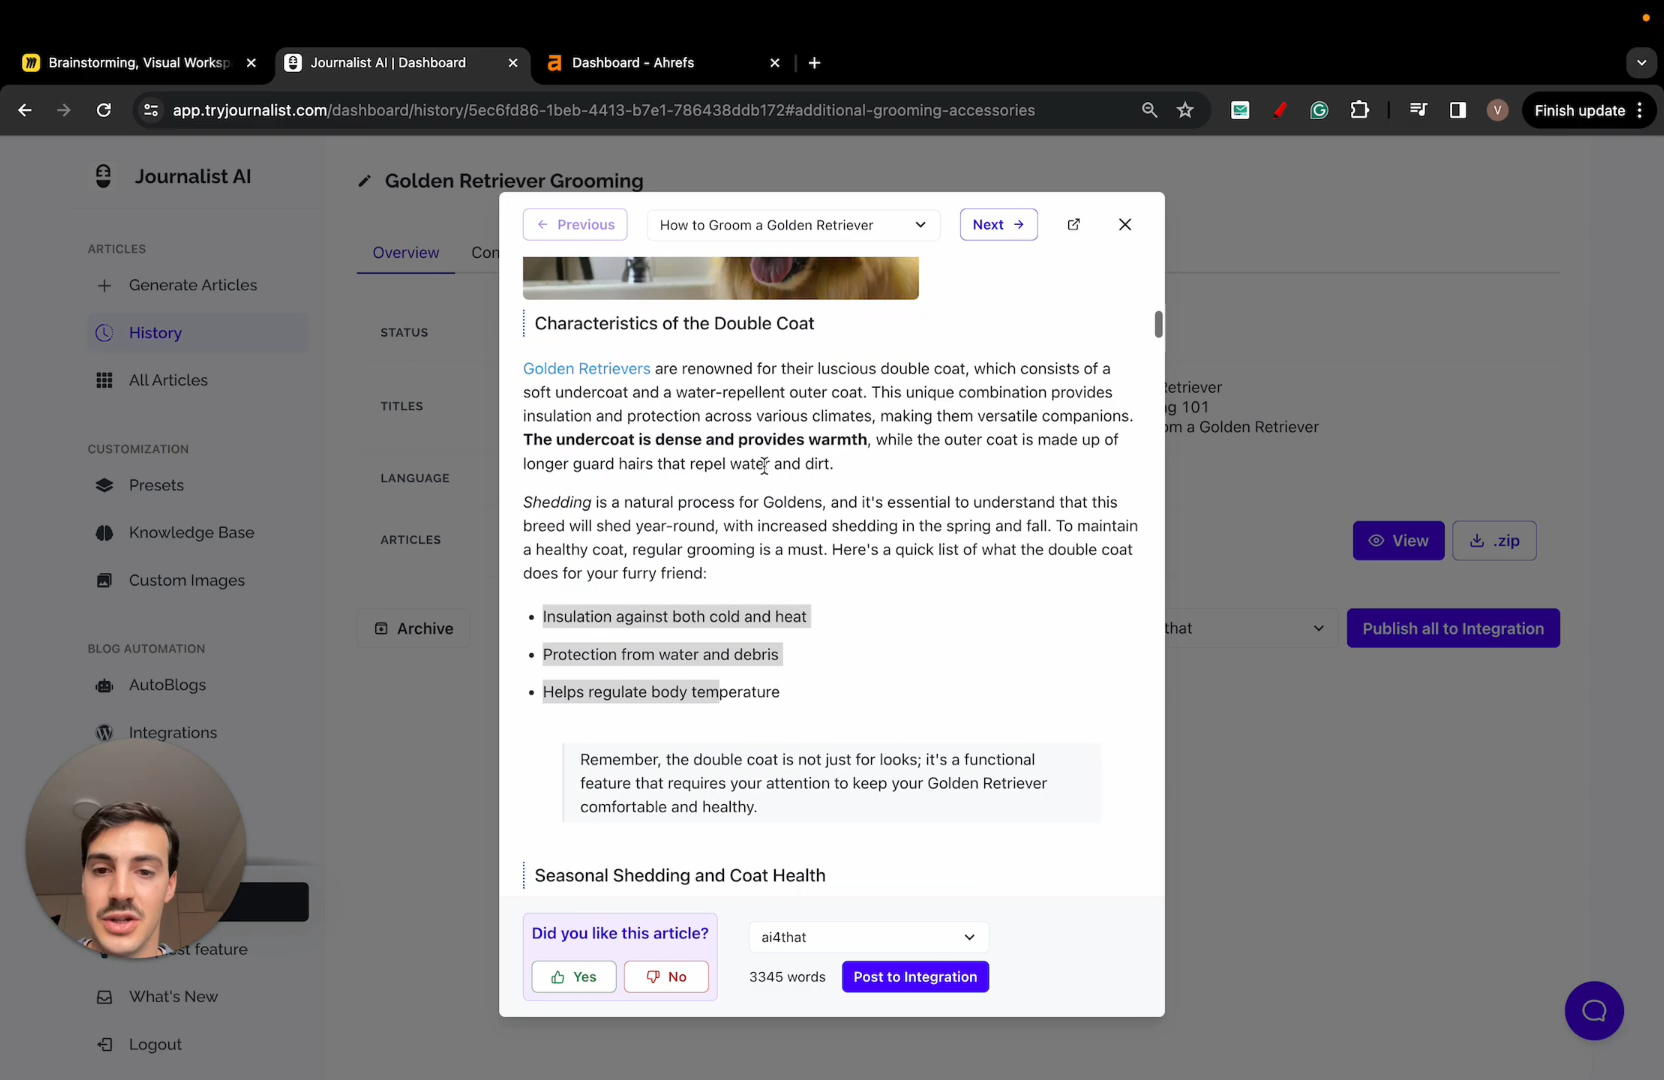 Brainstorming, Visual Worksp
Journalist AI | Dashboard
Dashboard - Ahrefs
app.tryjournalist.com/dashboard/history/5ec6fd86-1beb-4413-b7e1-786438ddb172#additional-grooming-accessories
V
Finish update
Journalist AI
ARTICLES
Generate Articles
History
All Articles
CUSTOMIZATION
Presets
Knowledge Base
Custom Images
BLOG AUTOMATION
AutoBlogs
Integrations
st feature
What's New
Logout
Golden Retriever Grooming
Overview
Con
STATUS
TITLES
etriever
g 101
m a Golden Retriever
LANGUAGE
ARTICLES
View
.zip
Archive
hat
Publish all to Integration
Previous
How to Groom a Golden Retriever
Next
Characteristics of the Double Coat
Golden Retrievers are renowned for their luscious double coat, which consists of a
soft undercoat and a water-repellent outer coat. This unique combination provides
insulation and protection across various climates, making them versatile companions.
The undercoat is dense and provides warmth, while the outer coat is made up of
longer guard hairs that repel water and dirt.
Shedding is a natural process for Goldens, and it's essential to understand that this
breed will shed year-round, with increased shedding in the spring and fall. To maintain
a healthy coat, regular grooming is a must. Here's a quick list of what the double coat
does for your furry friend:
• Insulation against both cold and heat
• Protection from water and debris
• Helps regulate body temperature
Remember, the double coat is not just for looks; it's a functional
feature that requires your attention to keep your Golden Retriever
comfortable and healthy.
Seasonal Shedding and Coat Health
Did you like this article?
Yes
No
ai4that
3345 words
Post to Integration